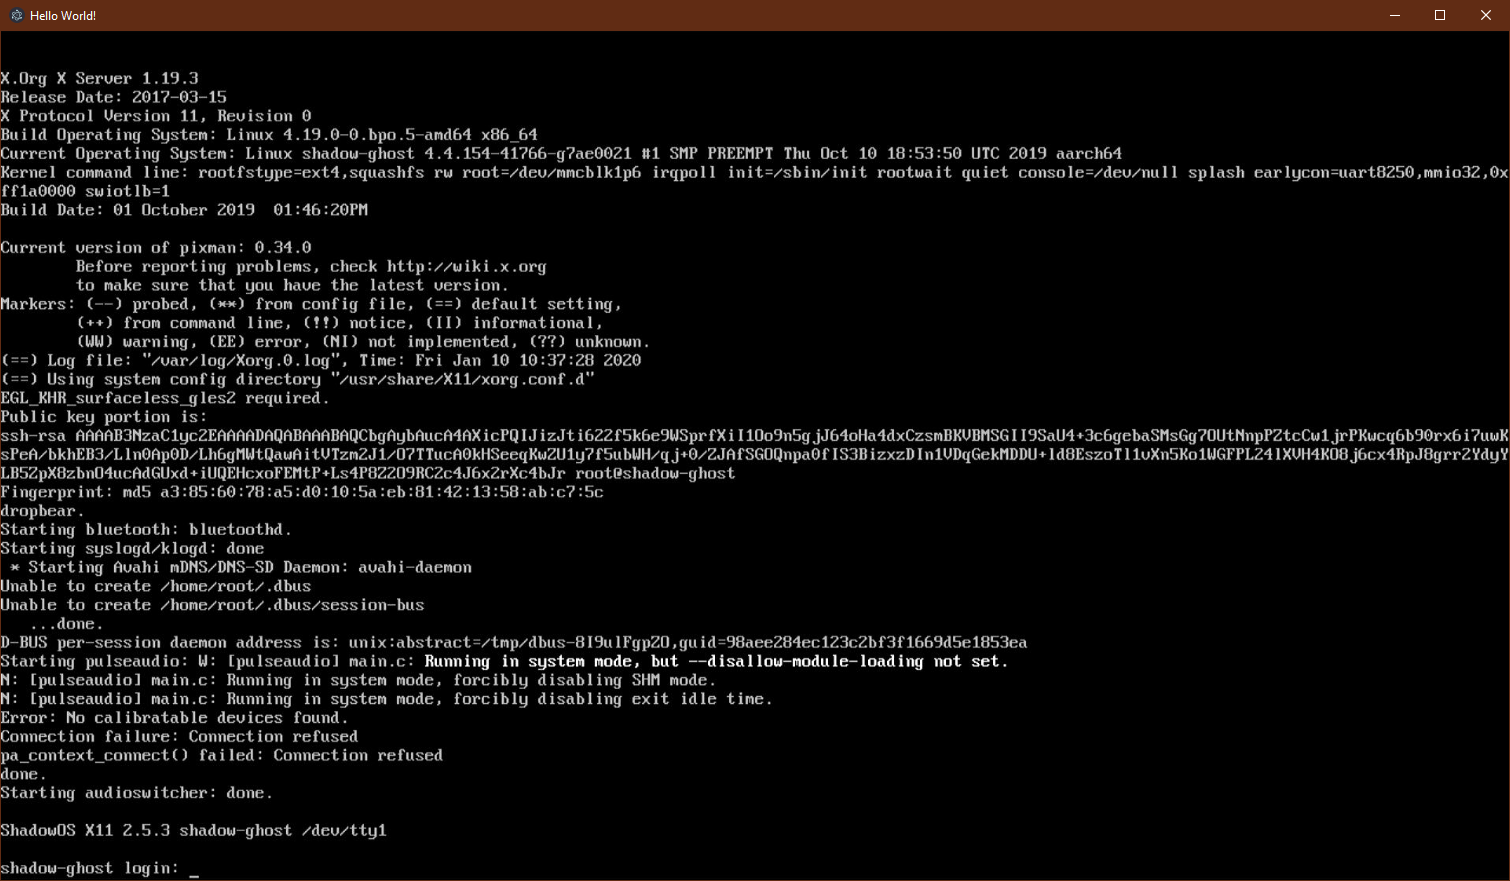 Hello World!
X.Org X Server 1.19.3
Release Date: 2017-03-15
X Protocol Version 11, Revision 0
Build Operating System: Linux 4.19.0-0.bpo.5-amd64 x86_64
Current Operating System: Linux shadow-ghost 4.4.154-41766-g7ae0021 #1 SMP PREEMPT Thu Oct 10 18:53:50 UTC 2019 aarch64
Kernel command line: rootfstype=ext4,squashfs rw root=/dev/mmcblk1p6 irqpoll init=/sbin/init rootwait quiet console=/dev/null splash earlycon=uart8250,mmio32,0x
ff1a0000 swiotlb=1
Build Date: 01 October 2019  01:46:20PM
Current version of pixman: 0.34.0
Before reporting problems, check http://wiki.x.org
to make sure that you have the latest version.
Markers: (--) probed, (**) from config file, (==) default setting,
(++) from command line, (!!) notice, (II) informational,
(WW) warning, (EE) error, (NI) not implemented, (??) unknown.
(==) Log file: "/var/log/Xorg.0.log", Time: Fri Jan 10 10:37:28 2020
(==) Using system config directory "/usr/share/X11/xorg.conf.d"
EGL_KHR_surfaceless_gles2 required.
Public key portion is:
ssh-rsa
root@shadow-ghost
Fingerprint: md5 a3:85:60:78:a5:d0:10:5a:eb:81:42:13:58:ab:c7:5c
dropbear.
Starting bluetooth: bluetoothd.
Starting syslogd/klogd: done
* Starting Avahi mDNS/DNS-SD Daemon: avahi-daemon
Unable to create /home/root/.dbus
Unable to create /home/root/.dbus/session-bus
...done.
D-BUS per-session daemon address is: unix:abstract=/tmp/dbus-8I9ulFgpZO,guid=98aee284ec123c2bf3f1669d5e1853ea
Starting pulseaudio: W: [pulseaudio] main.c: Running in system mode, but --disallow-module-loading not set.
N: [pulseaudio] main.c: Running in system mode, forcibly disabling SHM mode.
N: [pulseaudio] main.c: Running in system mode, forcibly disabling exit idle time.
Error: No calibratable devices found.
Connection failure: Connection refused
pa_context_connect() failed: Connection refused
done.
Starting audioswitcher: done.
ShadowOS X11 2.5.3 shadow-ghost /dev/tty1
shadow-ghost login: _